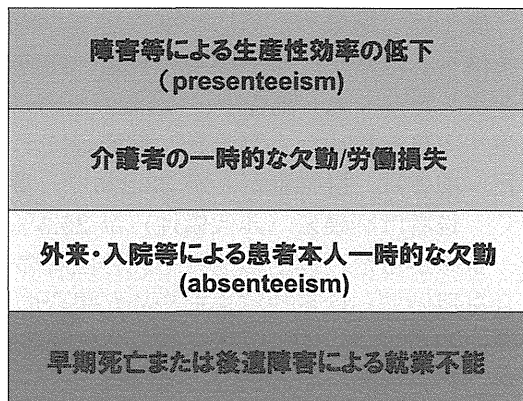 障害等による生産性効率の低下
(presenteeism)
介護者の一時的な欠勤/労働損失
外来・入院等による患者本人一時的な欠勤
(absenteeism)
早期死亡または後遺障害による就業不能